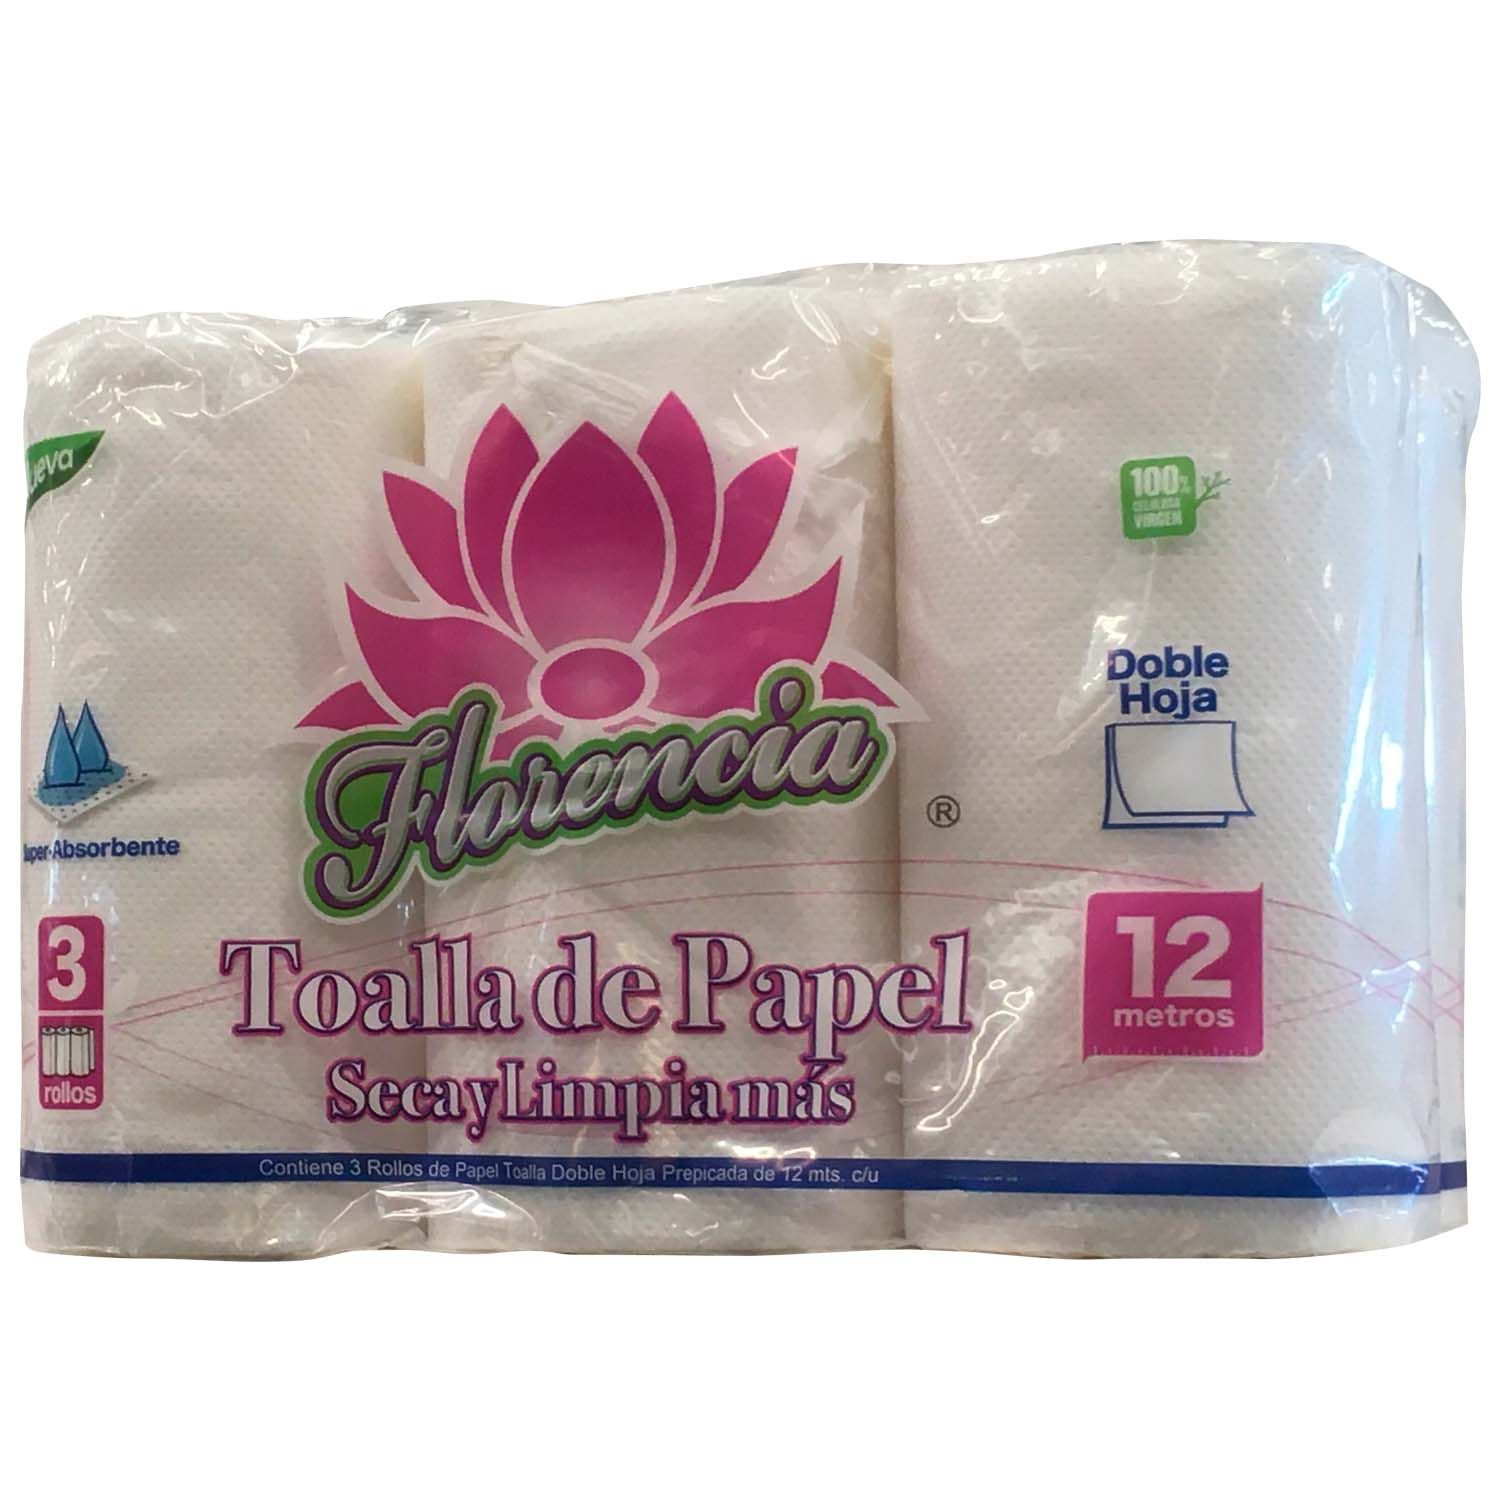 100%
CELULOSA
VIRGEN
Doble
Hoja
Florencia
®
Absorbente
3
rollos
Toalla de Papel
Seca y Limpia más
12
metros
Contiene 3 Rollos de Papel Toalla Doble Hoja Prepicada de 12 mts. c/u